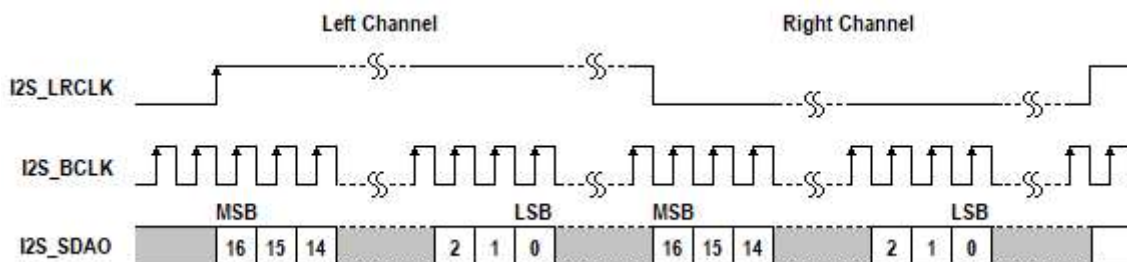 Left Channel Right Channel
I2S_LRCLK
I2S_BCLK
MSB LSB MSB LSB
I2S_SDAO 16 15 14 2 1 0 16 15 14 2 1 0